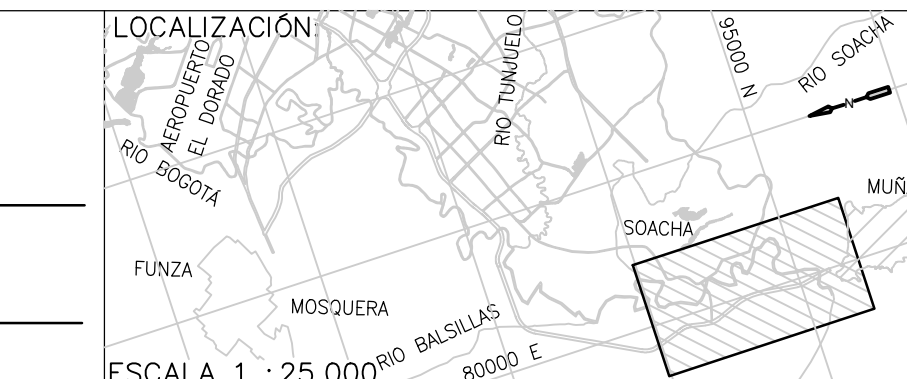 LOCALIZACIÓN:
AEROPUERTO
EL DORADO
RIO BOGOTÁ
RIO TUNJUELO
95000 N
RIO SOACHA
N
MUÑ
SOACHA
FUNZA
MOSQUERA
RIO BALSILLAS
80000 E
ESCALA 1 : 25.000